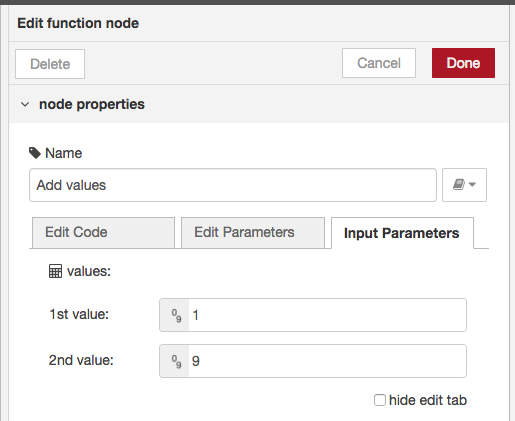 Edit function node
Delete Cancel Done
node properties
Name
Add values
Edit Code Edit Parameters Input Parameters
values:
1st value: 1
2nd value: 9
hide edit tab